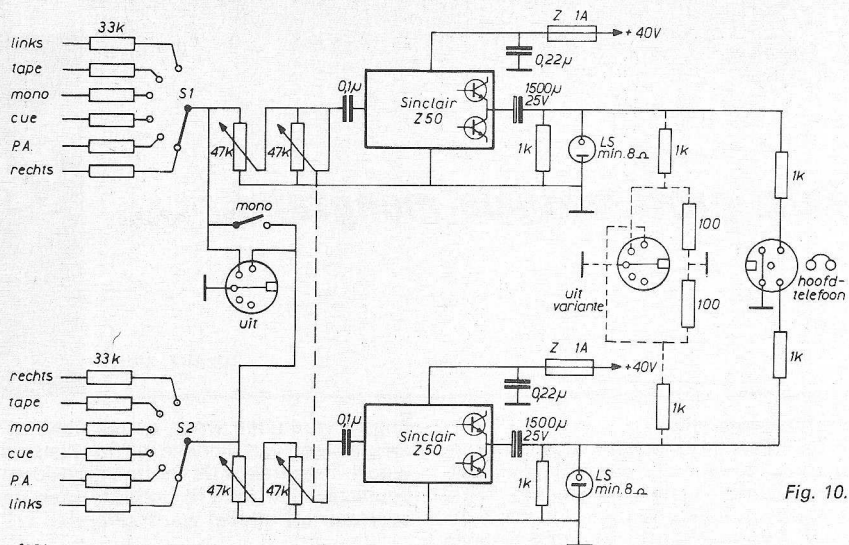 33k
links
tape
mono
cue
P.A.
rechts
S1
47k
47k
0,1µ
Sinclair
Z50
Z 1A
+40V
0,22µ
1500µ
25V
1k
LS
min.8Ω
1k
100
100
1k
1k
1k
hoofd-
telefoon
uit
variante
mono
uit
33k
rechts
tape
mono
cue
P.A.
links
S2
47k
47k
0,1µ
Sinclair
Z50
Z 1A
+40V
0,22µ
1500µ
25V
1k
LS
min.8Ω
Fig. 10.